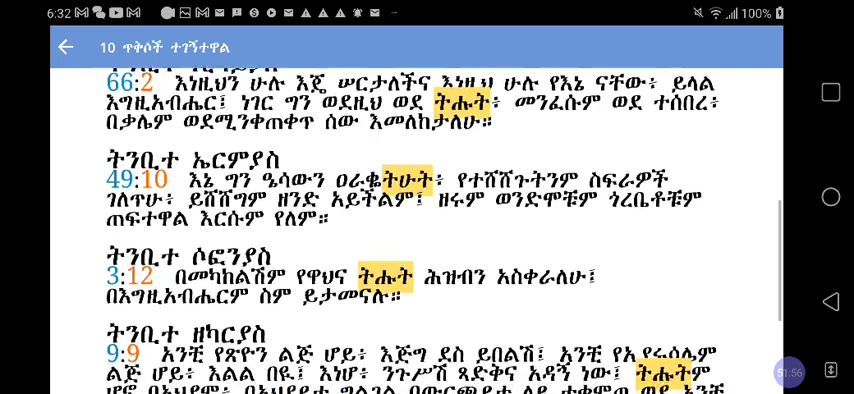 6:32
100%
10 ጥቅሶች ተገኝተዋል
66:2 እነዚህን ሁሉ እጄ ሠርታለችና እነዚህ ሁሉ የእኔ ናቸው፥ ይላል
እግዚአብሔር፤ ነገር ግን ወደዚህ ወደ ትሑት፥ መንፈሱም ወደ ተሰበረ፥
በቃሌም ወደሚንቀጠቀጥ ሰው እመለከታለሁ።
ትንቢተ ኤርምያስ
49:10 እኔ ግን ዔሳውን ዐራቈትሁት፥ የተሸሸጉትንም ስፍራዎች
ገለጥሁ፥ ይሸሸግም ዘንድ አይችልም፤ ዘሩም ወንድሞቹም ጎረቤቶቹም
ጠፍተዋል እርሱም የለም።
ትንቢተ ሶፎንያስ
3:12 በመካከልሽም የዋህና ትሑት ሕዝብን አስቀራለሁ፤
በእግዚአብሔርም ስም ይታመናሉ።
ትንቢተ ዘካርያስ
9:9 አንቺ የጽዮን ልጅ ሆይ፥ እጅግ ደስ ይበልሽ፤ አንቺ የኢየሩሳሌም
ልጅ ሆይ፥ እልል በዪ፤ እነሆ፥ ንጉሥሽ ጻድቅና አዳኝ ነው፤ ትሑትም
51:56